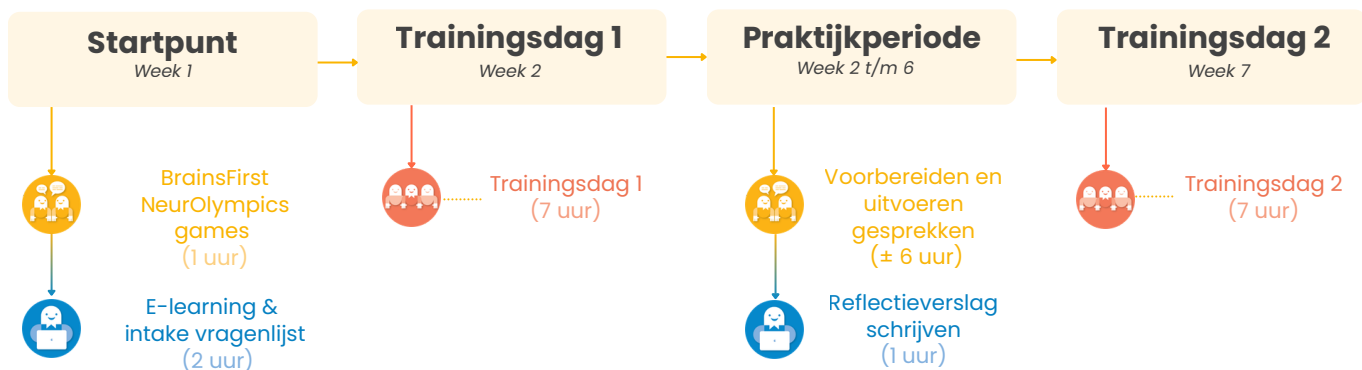 Startpunt
Week 1
BrainsFirst
NeurOlympics
games
(1 uur)
E-learning &
intake vragenlijst
(2 uur)
Trainingsdag 1
Week 2
Trainingsdag 1
(7 uur)
Praktijkperiode
Week 2 t/m 6
Voorbereiden en
uitvoeren
gesprekken
(± 6 uur)
Reflectieverslag
schrijven
(1 uur)
Trainingsdag 2
Week 7
Trainingsdag 2
(7 uur)